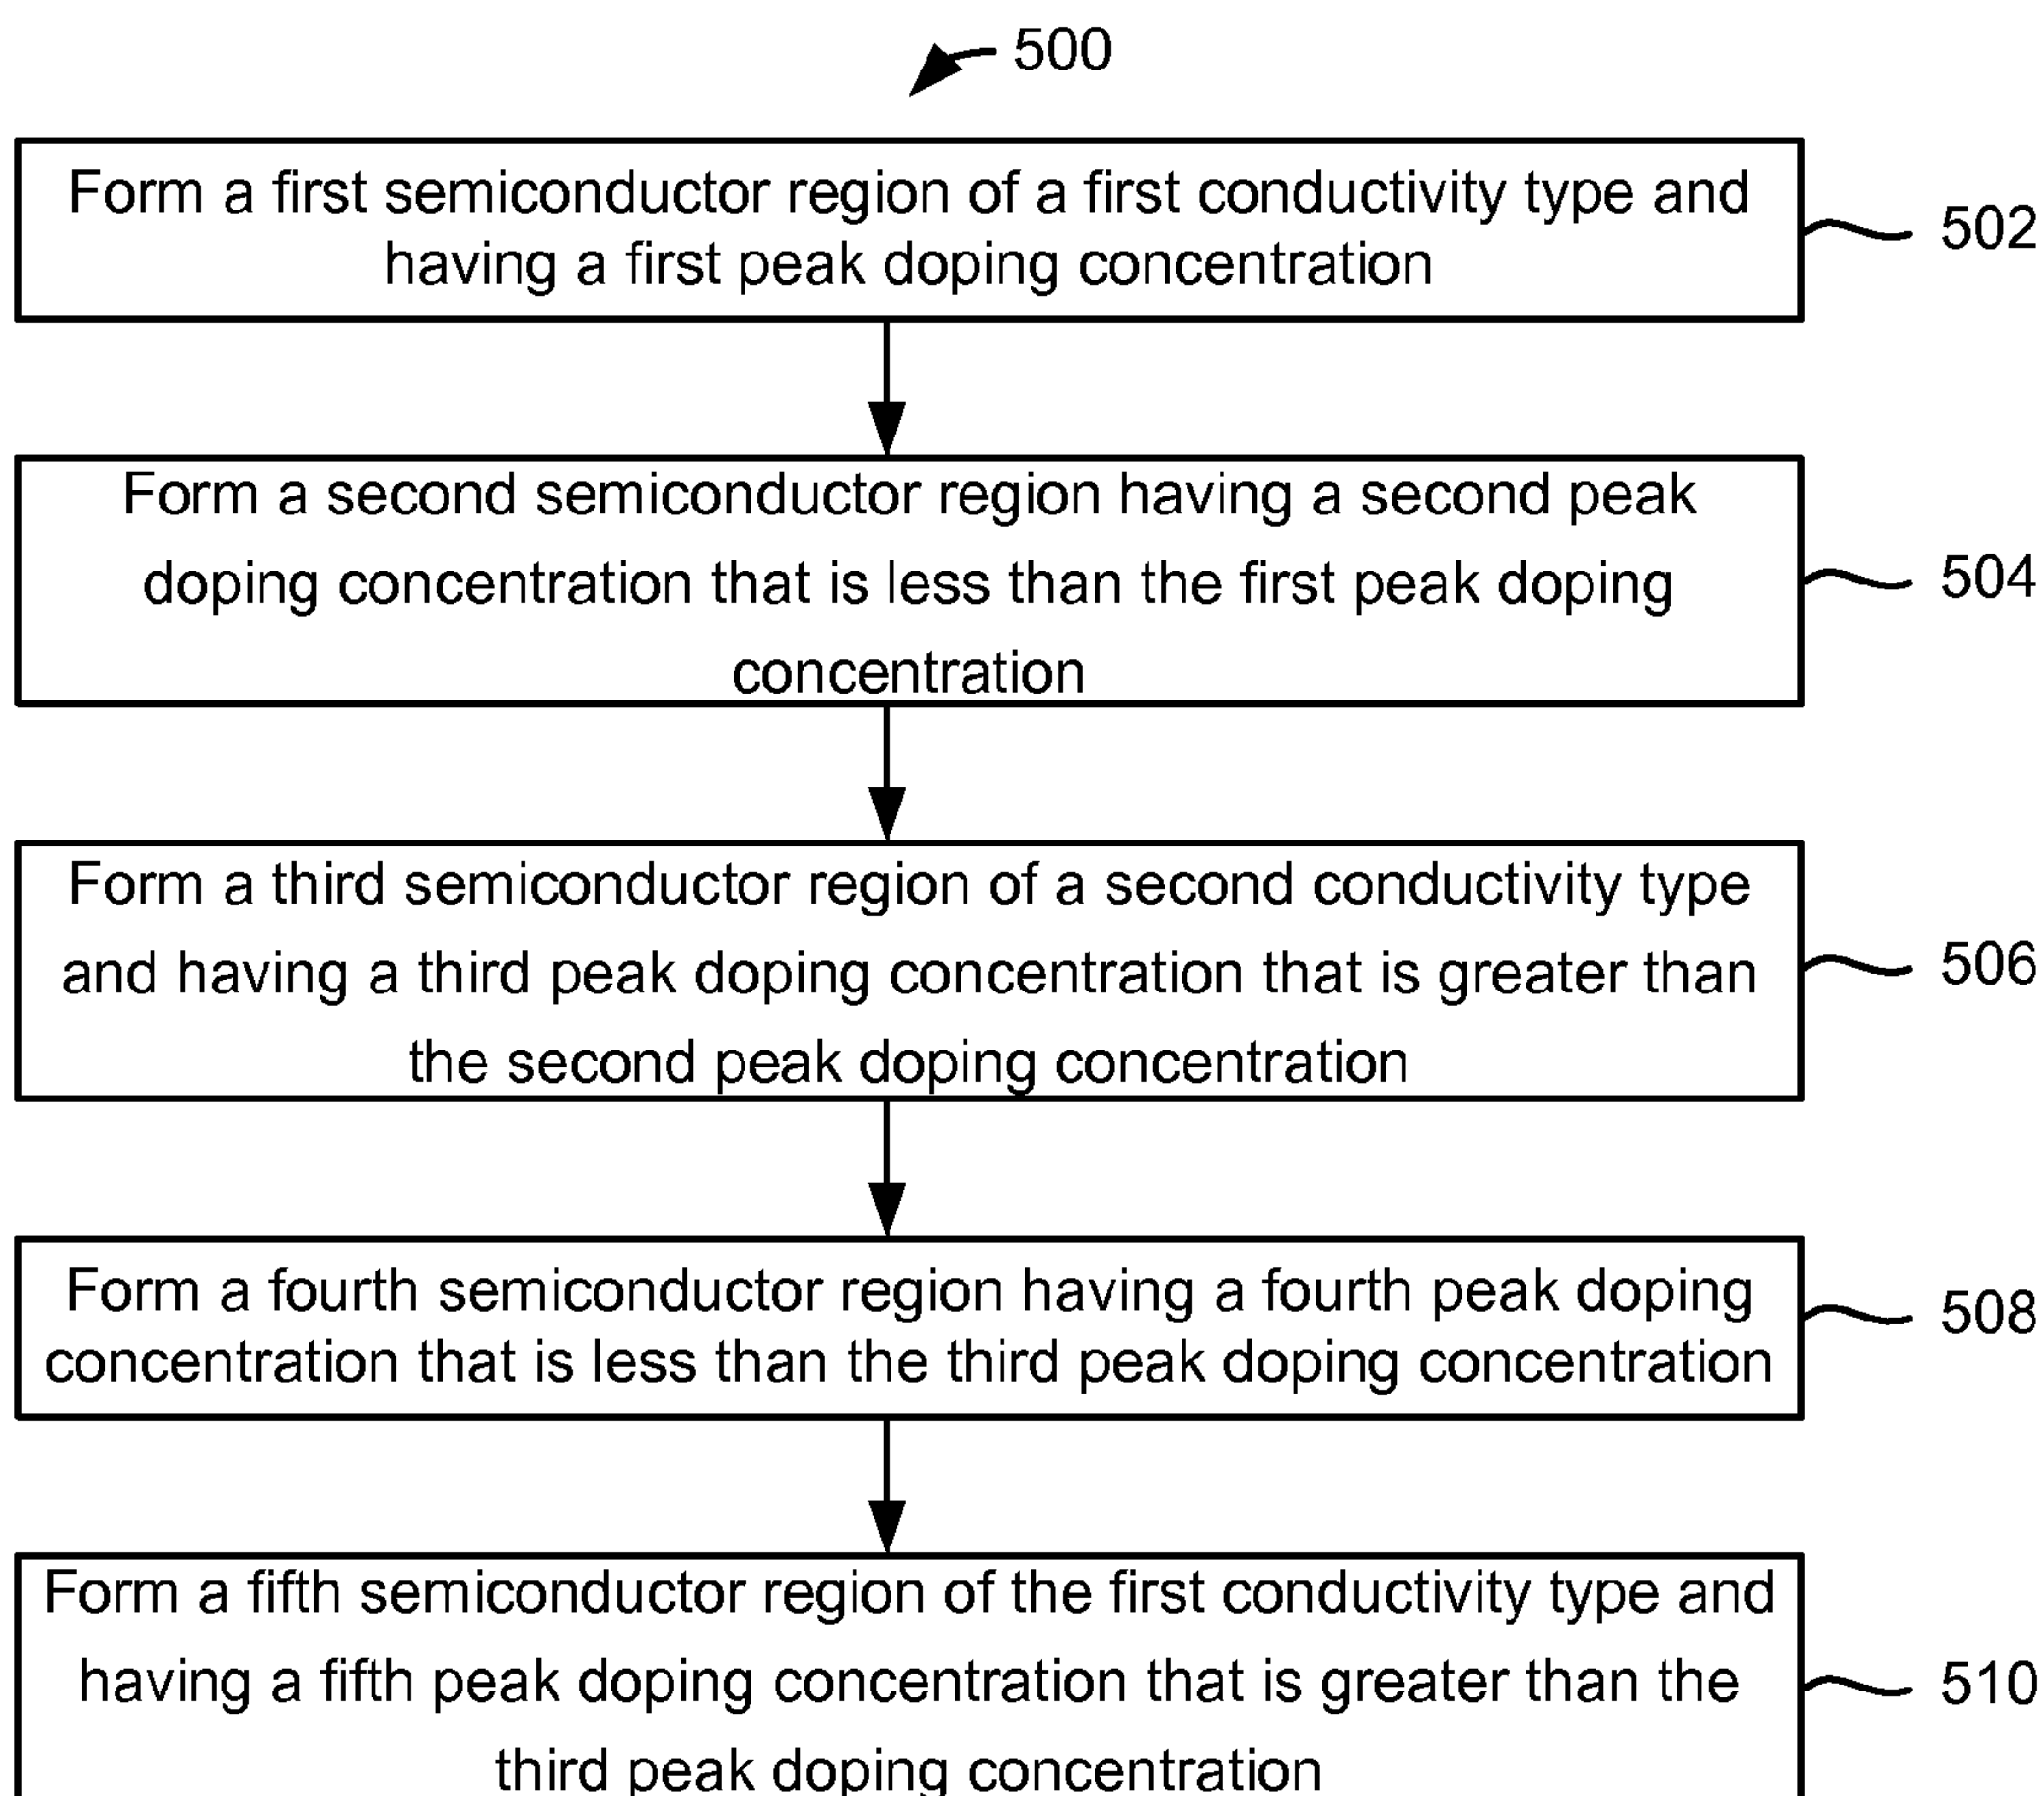 500
Form a first semiconductor region of a first conductivity type and
having a first peak doping concentration
502
Form a second semiconductor region having a second peak
doping concentration that is less than the first peak doping
concentration
504
Form a third semiconductor region of a second conductivity type
and having a third peak doping concentration that is greater than
the second peak doping concentration
506
Form a fourth semiconductor region having a fourth peak doping
concentration that is less than the third peak doping concentration
508
Form a fifth semiconductor region of the first conductivity type and
having a fifth peak doping concentration that is greater than the
third peak doping concentration
510